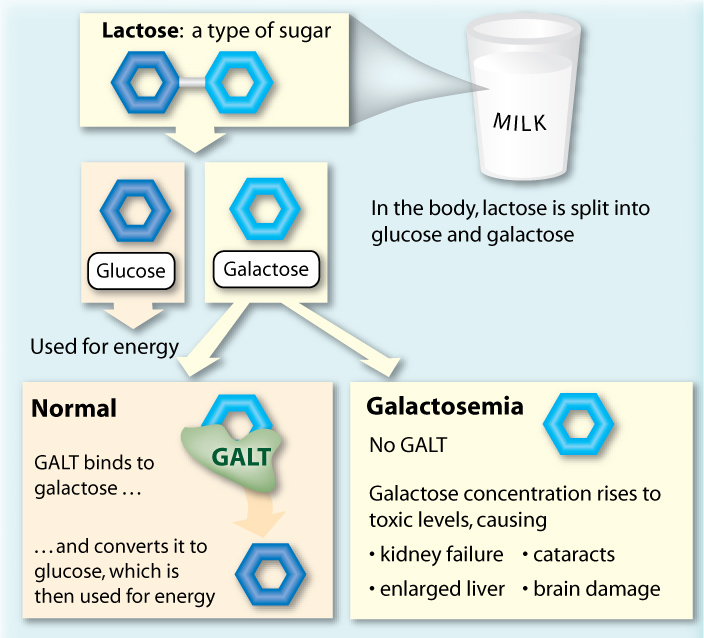 Lactose: a type of sugar
MILK
In the body, lactose is split into
glucose and galactose
Glucose
Galactose
Used for energy
Normal
GALT binds to
galactose …
GALT
…and converts it to
glucose, which is
then used for energy
Galactosemia
No GALT
Galactose concentration rises to
toxic levels, causing
• kidney failure • cataracts
• enlarged liver • brain damage